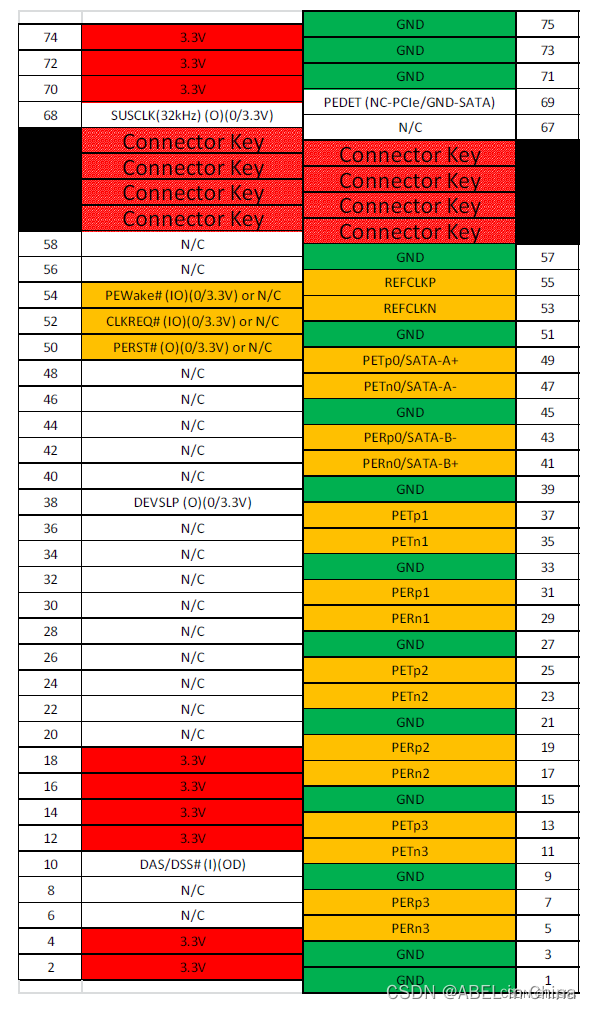 GND 75
74 3.3V
GND 73
72 3.3V
GND 71
70 3.3V
PEDET (NC-PCIe/GND-SATA) 69
68 SUSCLK(32kHz) (O)(0/3.3V)
N/C 67
Connector Key
Connector Key
Connector Key
Connector Key
Connector Key
Connector Key
Connector Key
Connector Key
58 N/C
GND 57
56 N/C
REFCLKP 55
54 PEWake# (IO)(0/3.3V) or N/C
REFCLKN 53
52 CLKREQ# (IO)(0/3.3V) or N/C
GND 51
50 PERST# (O)(0/3.3V) or N/C
PETp0/SATA-A+ 49
48 N/C
PETn0/SATA-A- 47
46 N/C
GND 45
44 N/C
PERp0/SATA-B- 43
42 N/C
PERn0/SATA-B+ 41
40 N/C
GND 39
38 DEVSLP (O)(0/3.3V)
PETp1 37
36 N/C
PETn1 35
34 N/C
GND 33
32 N/C
PERp1 31
30 N/C
PERn1 29
28 N/C
GND 27
26 N/C
PETp2 25
24 N/C
PETn2 23
22 N/C
GND 21
20 N/C
PERp2 19
18 3.3V
PERn2 17
16 3.3V
GND 15
14 3.3V
PETp3 13
12 3.3V
PETn3 11
10 DAS/DSS# (I)(OD)
GND 9
8 N/C
PERp3 7
6 N/C
PERn3 5
4 3.3V
GND 3
2 3.3V
GND 1
CSDN @ABELcin China